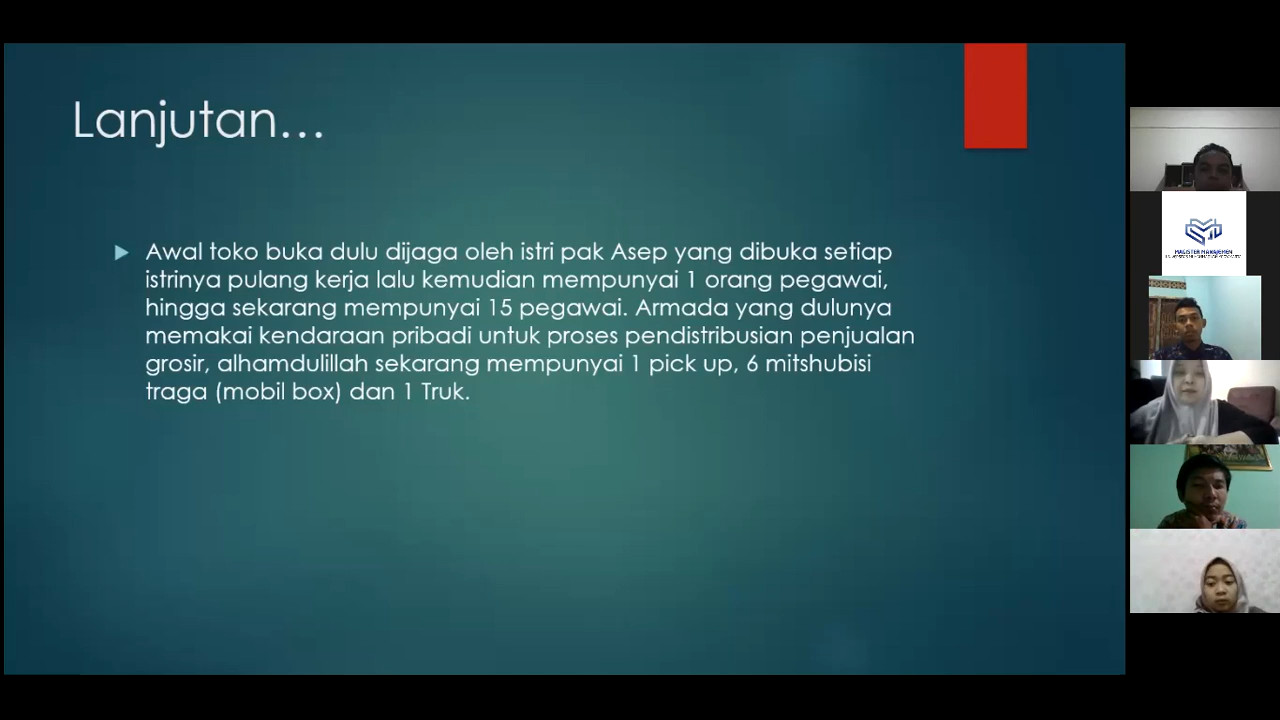 Lanjutan...
Awal toko buka dulu dijaga oleh istri pak Asep yang dibuka setiap
istrinya pulang kerja lalu kemudian mempunyai 1 orang pegawai,
hingga sekarang mempunyai 15 pegawai. Armada yang dulunya
memakai kendaraan pribadi untuk proses pendistribusian penjualan
grosir, alhamdulillah sekarang mempunyai 1 pick up, 6 mitshubisi
traga (mobil box) dan 1 Truk.
MAGISTER MANAJEMEN